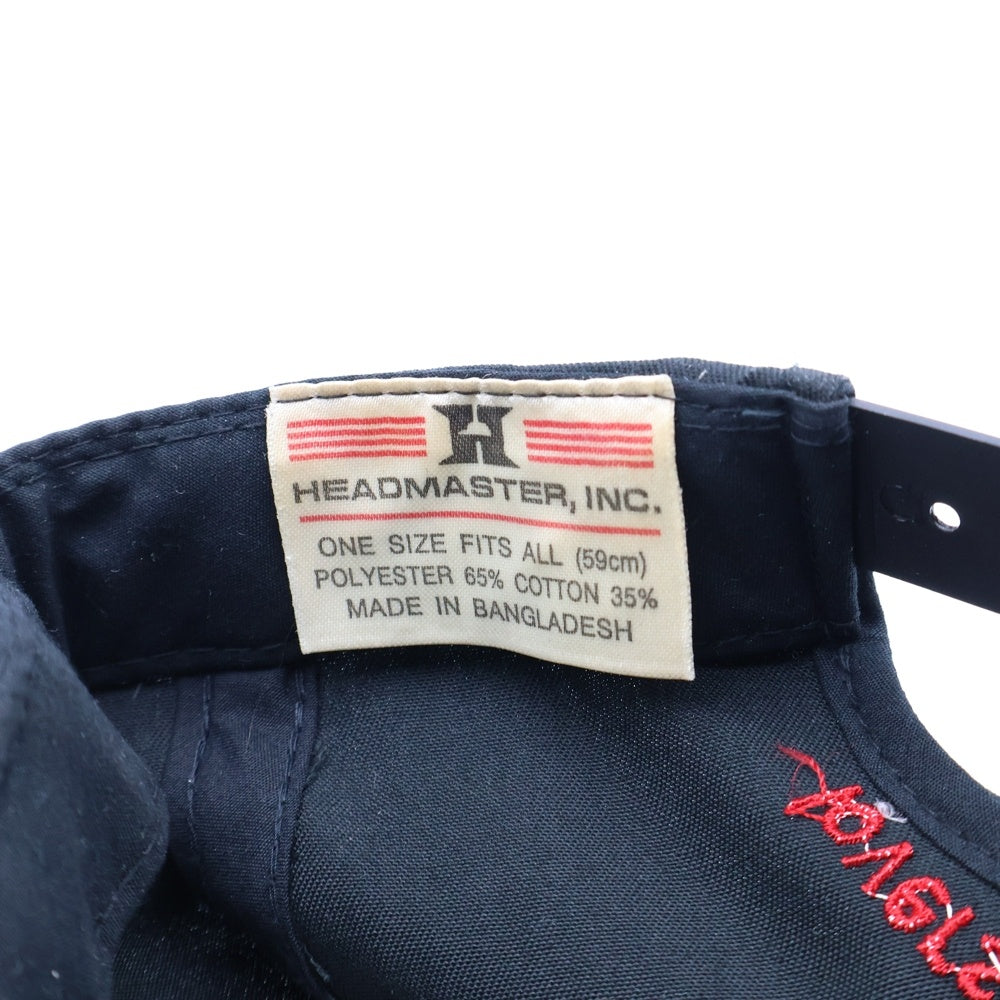 H
HEADMASTER, INC.
ONE SIZE FITS ALL (59cm)
POLYESTER 65% COTTON 35%
MADE IN BANGLADESH